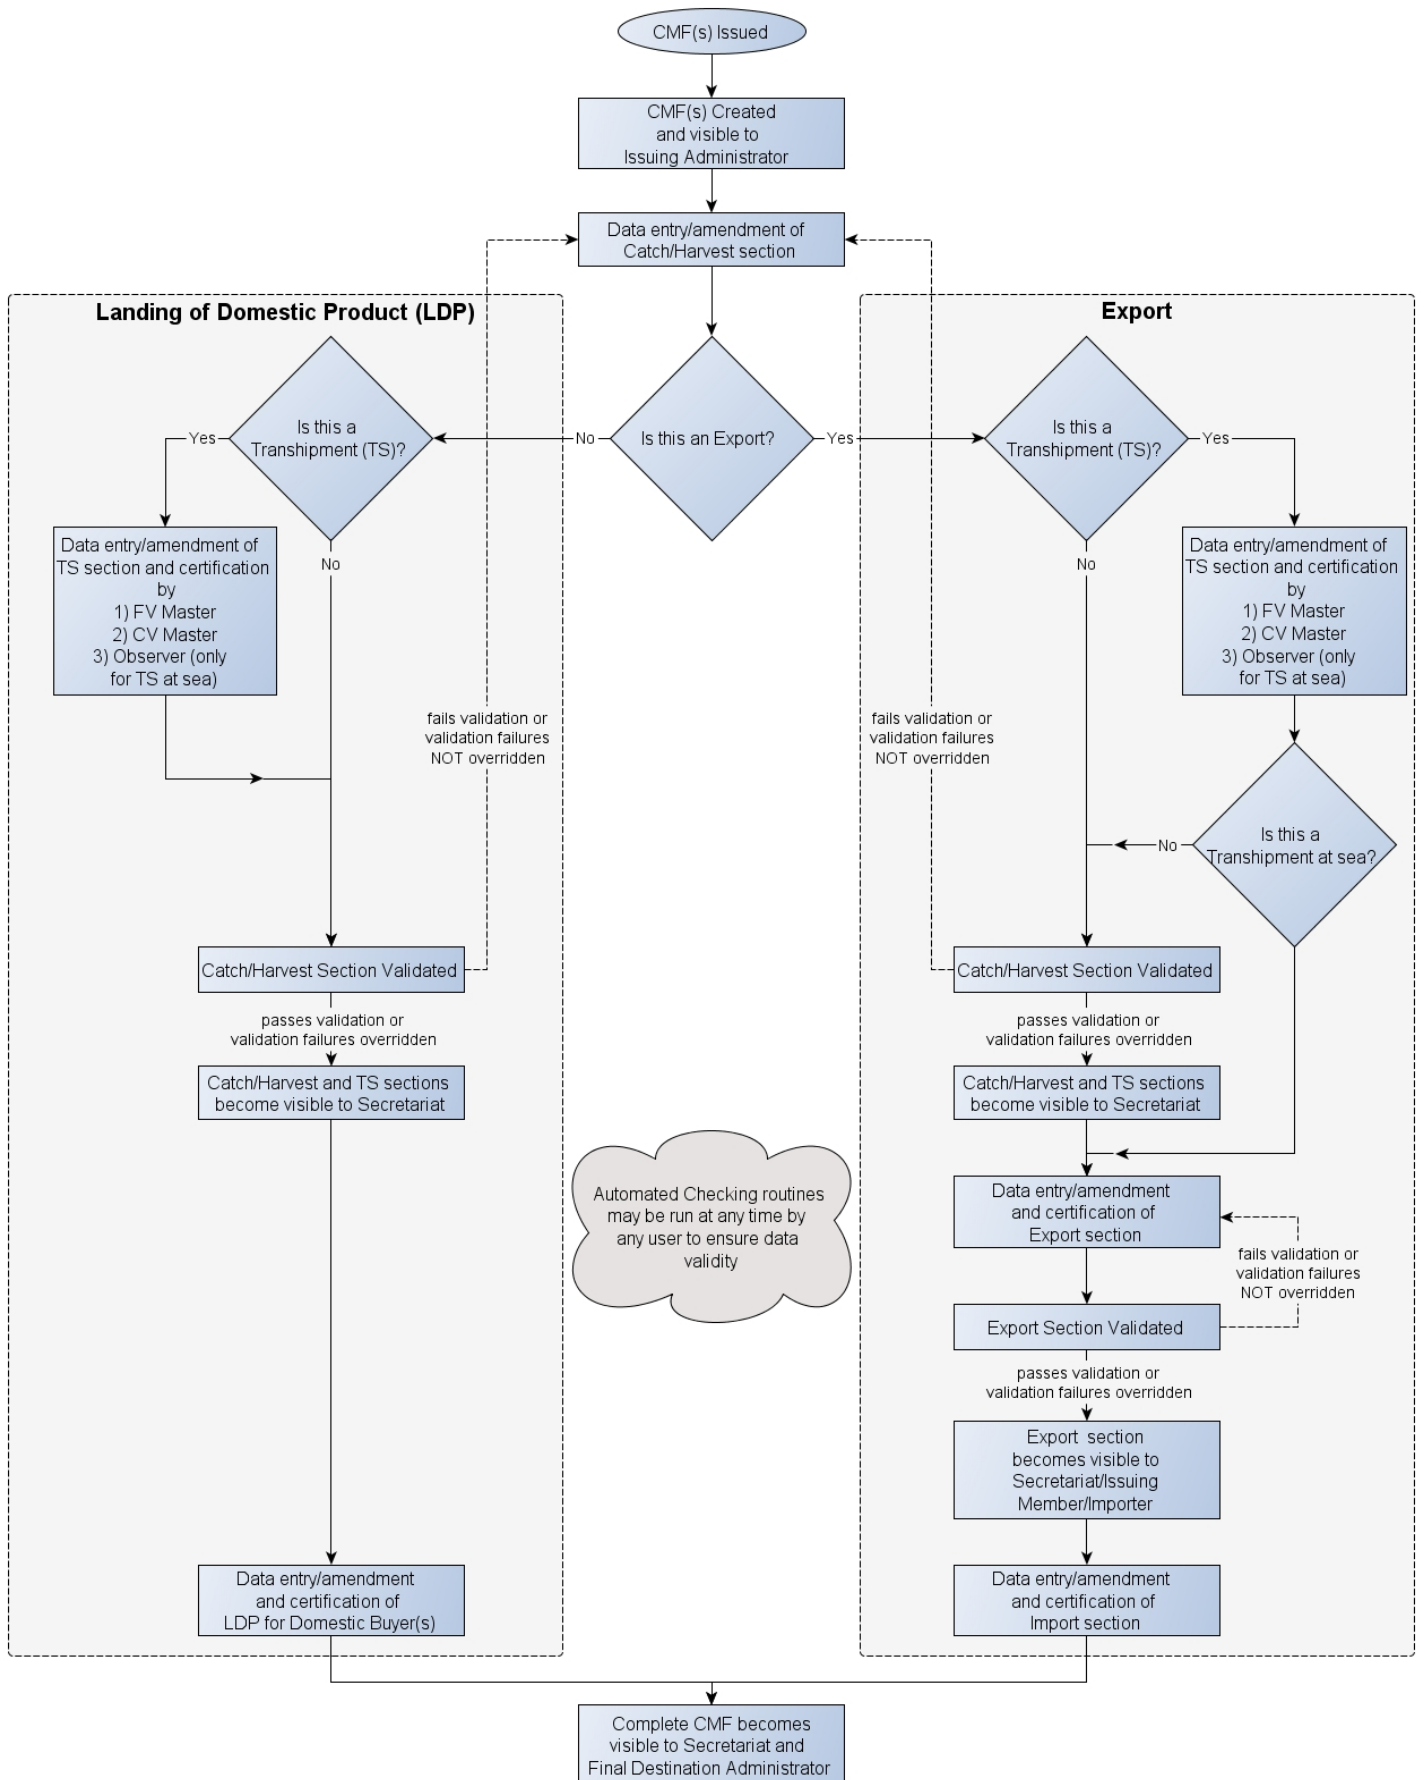 CMF(s) Issued
CMF(s) Created
and visible to
Issuing Administrator
Data entry/amendment of
Catch/Harvest section
Landing of Domestic Product (LDP)
Export
Is this a
Transhipment (TS)?
Is this an Export?
Is this a
Transhipment (TS)?
Yes
No
Yes
Yes
No
No
Data entry/amendment of
TS section and certification
by
1) FV Master
2) CV Master
3) Observer (only
for TS at sea)
Data entry/amendment of
TS section and certification
by
1) FV Master
2) CV Master
3) Observer (only
for TS at sea)
fails validation or
validation failures
NOT overridden
fails validation or
validation failures
NOT overridden
Is this a
Transhipment at sea?
No
Catch/Harvest Section Validated
Catch/Harvest Section Validated
passes validation or
validation failures overridden
passes validation or
validation failures overridden
Catch/Harvest and TS sections
become visible to Secretariat
Catch/Harvest and TS sections
become visible to Secretariat
Automated Checking routines
may be run at any time by
any user to ensure data
validity
Data entry/amendment
and certification of
Export section
fails validation or
validation failures
NOT overridden
Export Section Validated
passes validation or
validation failures overridden
Export section
becomes visible to
Secretariat/Issuing
Member/Importer
Data entry/amendment
and certification of
LDP for Domestic Buyer(s)
Data entry/amendment
and certification of
Import section
Complete CMF becomes
visible to Secretariat and
Final Destination Administrator